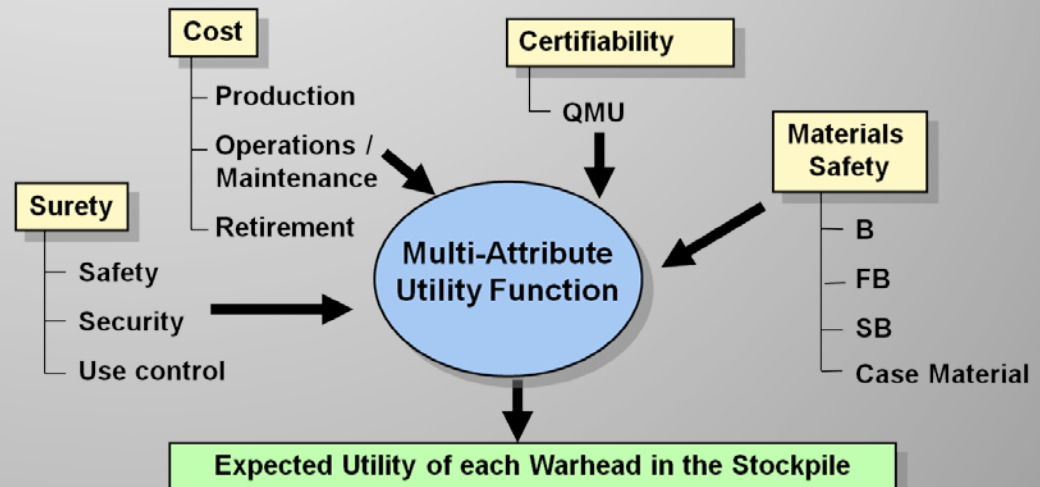 Cost
Production
Operations /
Maintenance
Retirement
Certifiability
QMU
Materials
Safety
B
FB
SB
Case Material
Surety
Safety
Security
Use control
Multi-Attribute
Utility Function
Expected Utility of each Warhead in the Stockpile